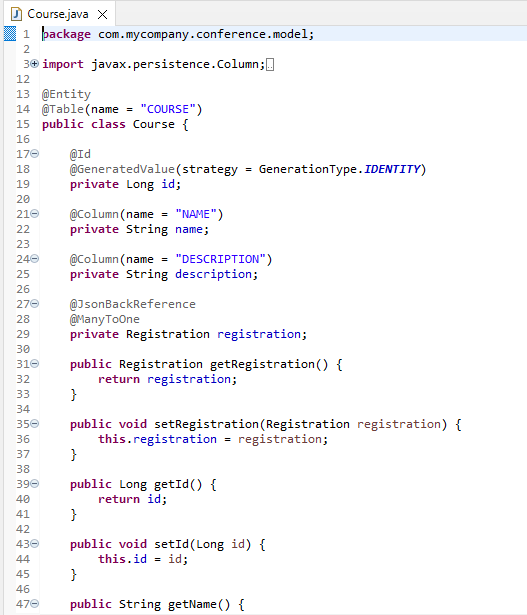 Course.java
1 package com.mycompany.conference.model;
2
3 import javax.persistence.Column;
12
13 @Entity
14 @Table(name = "COURSE")
15 public class Course {
16
17     @Id
18     @GeneratedValue(strategy = GenerationType.IDENTITY)
19     private Long id;
20
21     @Column(name = "NAME")
22     private String name;
23
24     @Column(name = "DESCRIPTION")
25     private String description;
26
27     @JsonBackReference
28     @ManyToOne
29     private Registration registration;
30
31     public Registration getRegistration() {
32         return registration;
33     }
34
35     public void setRegistration(Registration registration) {
36         this.registration = registration;
37     }
38
39     public Long getId() {
40         return id;
41     }
42
43     public void setId(Long id) {
44         this.id = id;
45     }
46
47     public String getName() {